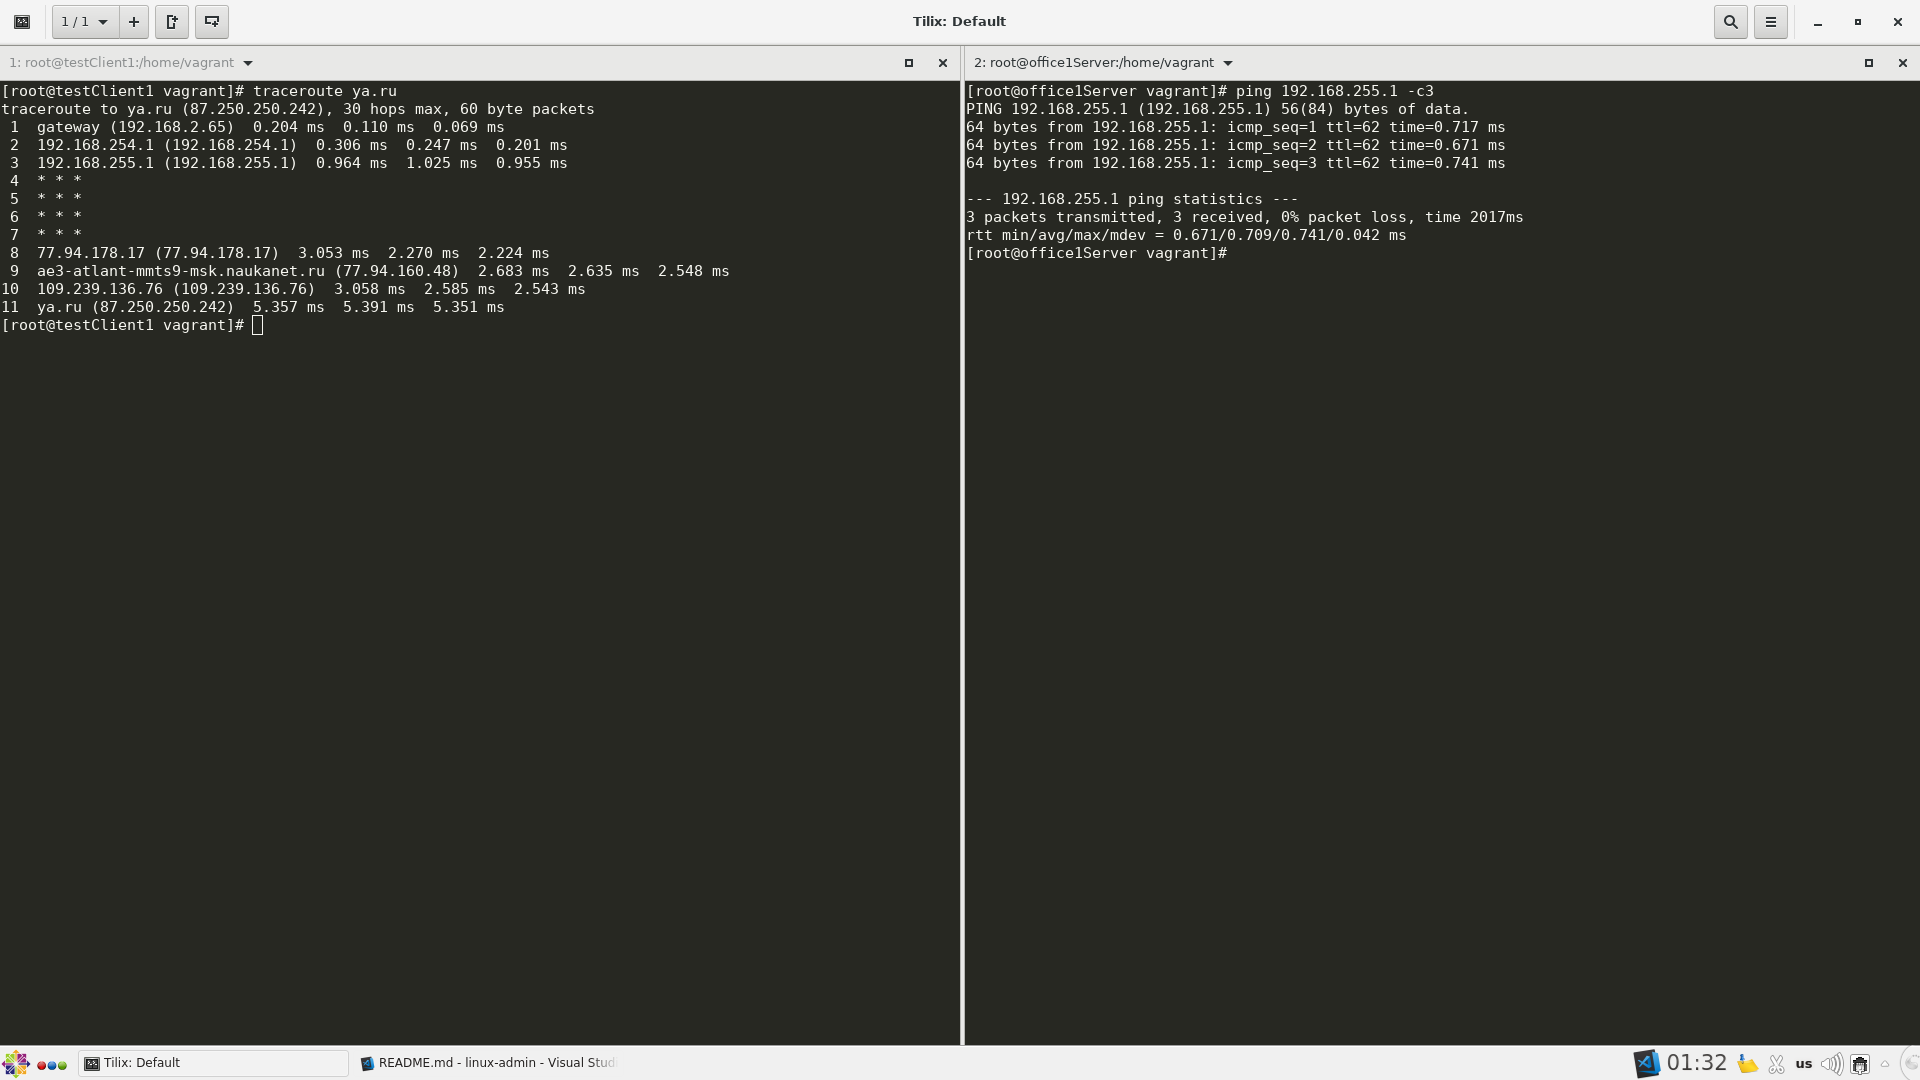 1 / 1
Tilix: Default
1: root@testClient1:/home/vagrant
[root@testClient1 vagrant]# traceroute ya.ru
traceroute to ya.ru (87.250.250.242), 30 hops max, 60 byte packets
 1  gateway (192.168.2.65)  0.204 ms  0.110 ms  0.069 ms
 2  192.168.254.1 (192.168.254.1)  0.306 ms  0.247 ms  0.201 ms
 3  192.168.255.1 (192.168.255.1)  0.964 ms  1.025 ms  0.955 ms
 4  * * *
 5  * * *
 6  * * *
 7  * * *
 8  77.94.178.17 (77.94.178.17)  3.053 ms  2.270 ms  2.224 ms
 9  ae3-atlant-mmts9-msk.naukanet.ru (77.94.160.48)  2.683 ms  2.635 ms  2.548 ms
10  109.239.136.76 (109.239.136.76)  3.058 ms  2.585 ms  2.543 ms
11  ya.ru (87.250.250.242)  5.357 ms  5.391 ms  5.351 ms
[root@testClient1 vagrant]#
2: root@office1Server:/home/vagrant
[root@office1Server vagrant]# ping 192.168.255.1 -c3
PING 192.168.255.1 (192.168.255.1) 56(84) bytes of data.
64 bytes from 192.168.255.1: icmp_seq=1 ttl=62 time=0.717 ms
64 bytes from 192.168.255.1: icmp_seq=2 ttl=62 time=0.671 ms
64 bytes from 192.168.255.1: icmp_seq=3 ttl=62 time=0.741 ms
--- 192.168.255.1 ping statistics ---
3 packets transmitted, 3 received, 0% packet loss, time 2017ms
rtt min/avg/max/mdev = 0.671/0.709/0.741/0.042 ms
[root@office1Server vagrant]#
Tilix: Default
README.md - linux-admin - Visual Stud
01:32
us